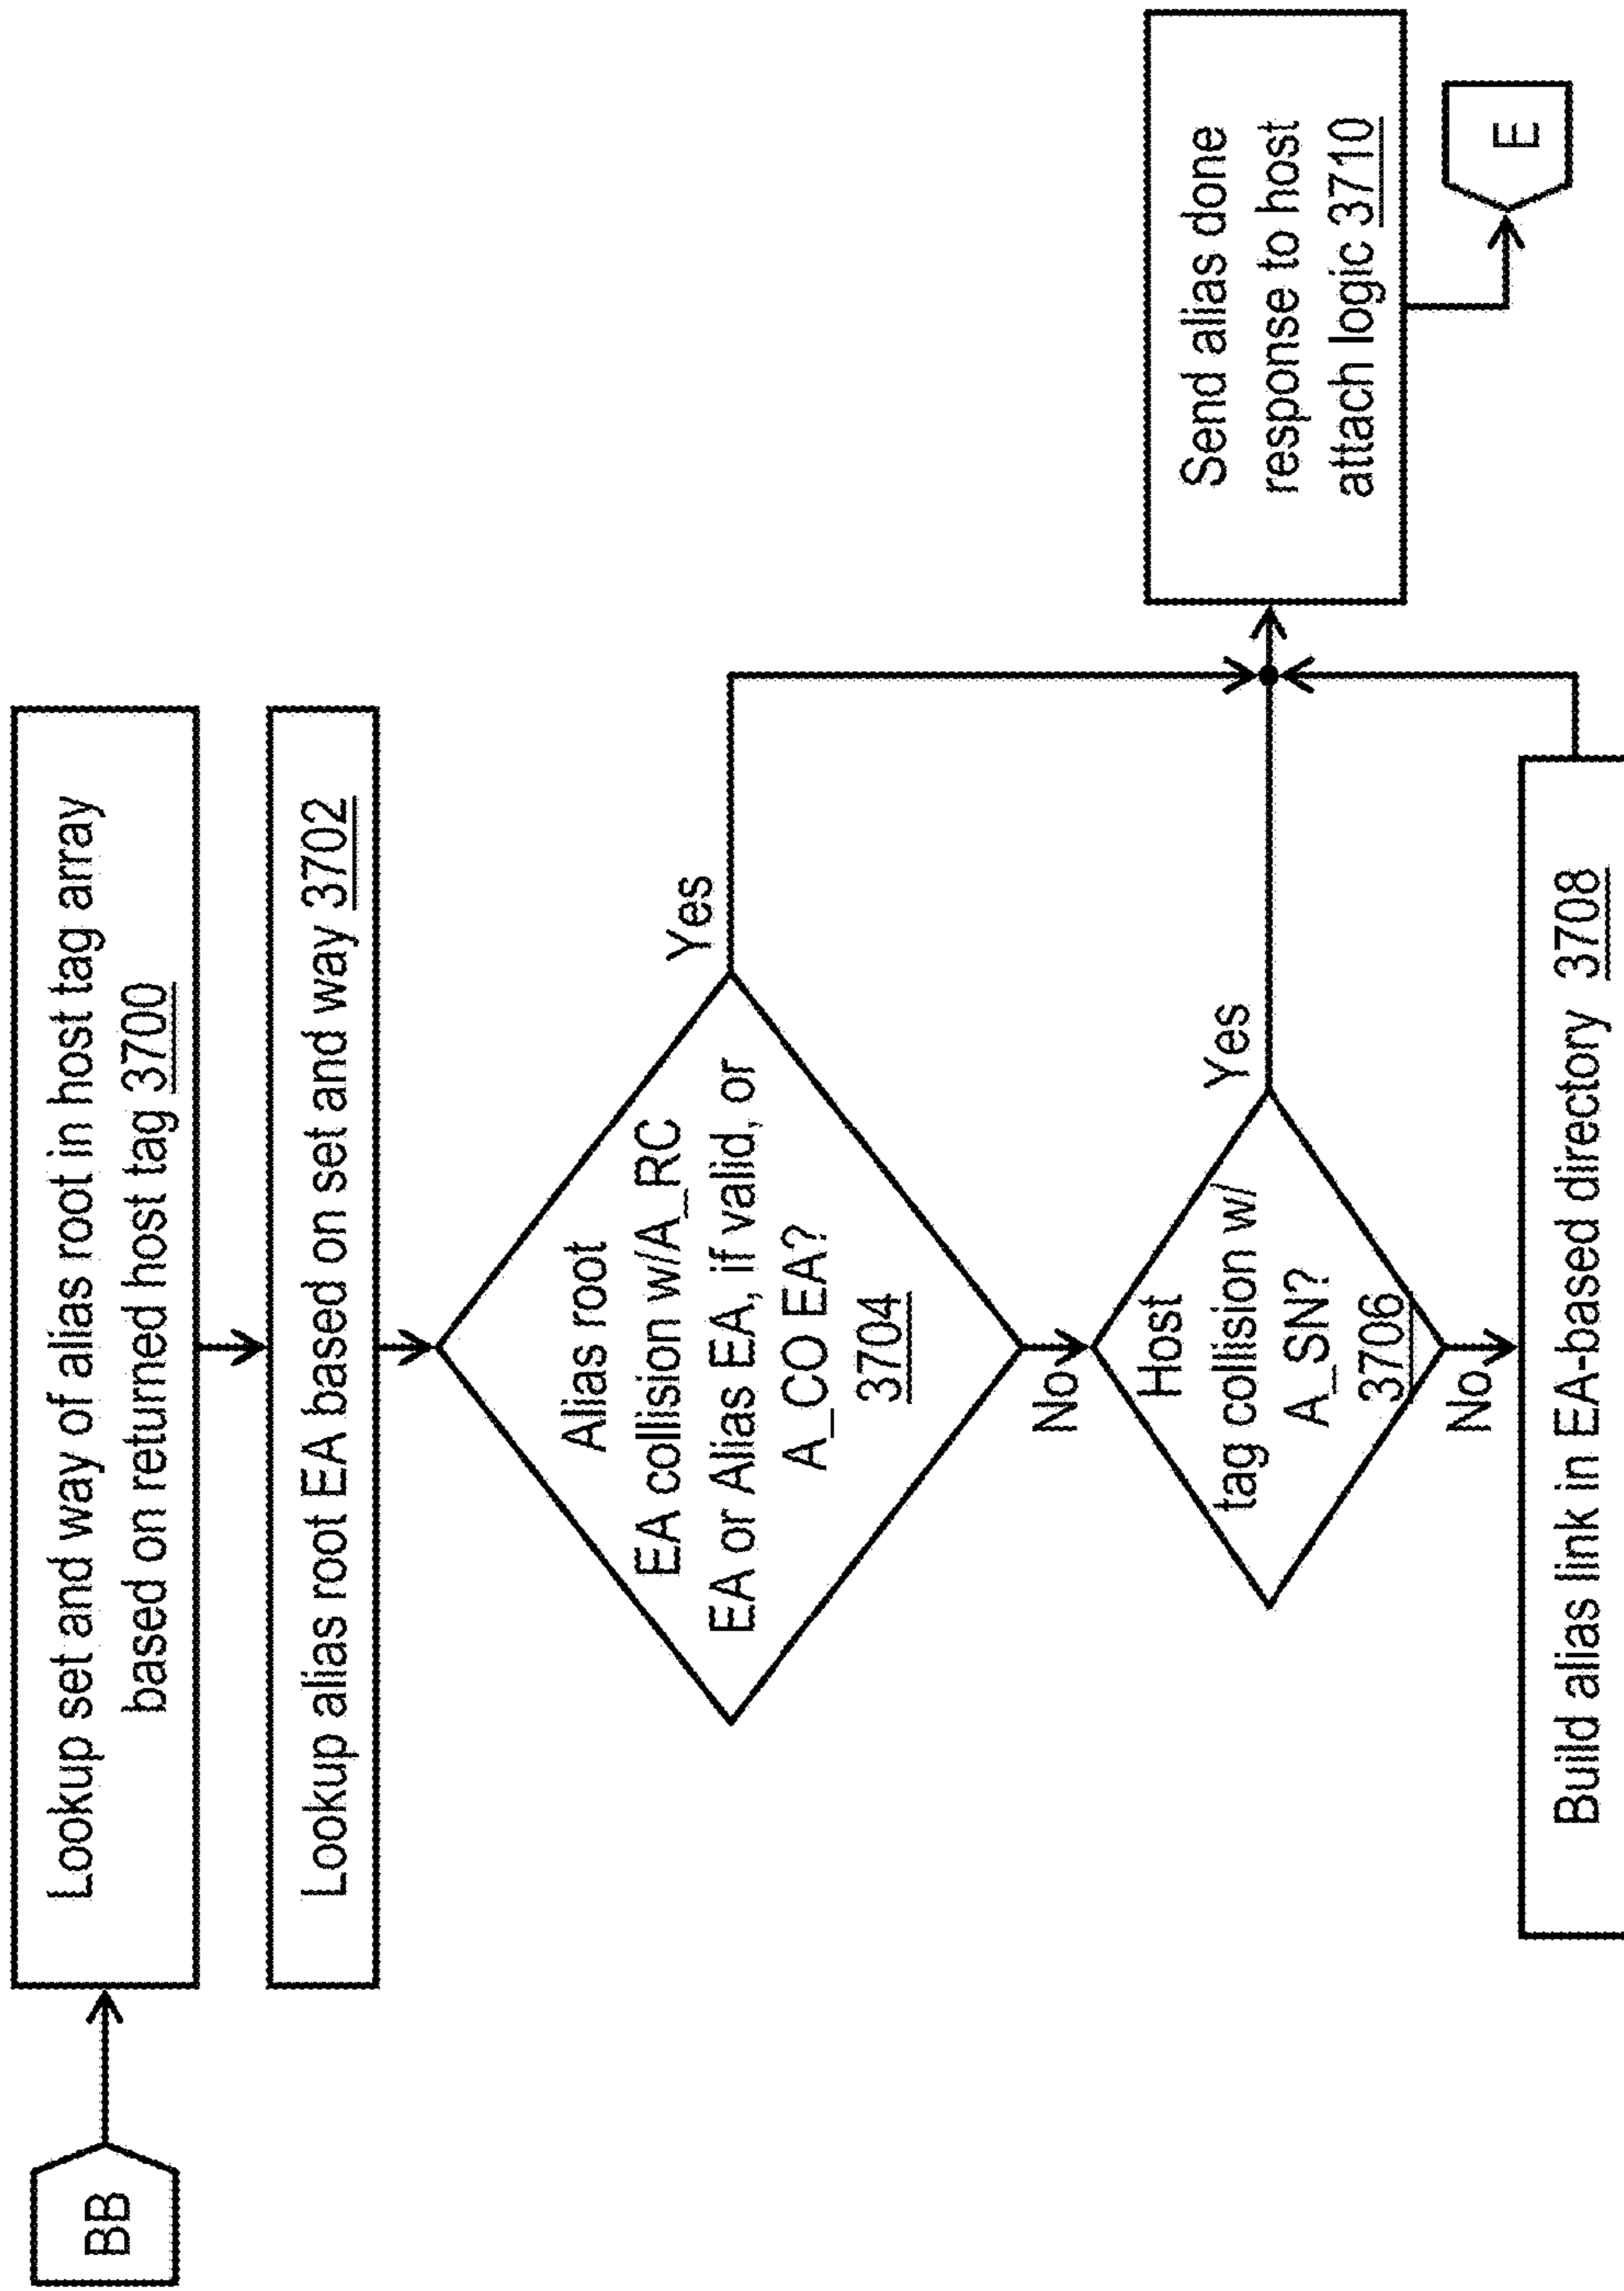 BB
Lookup set and way of alias root in host tag array
based on returned host tag 3700
Lookup alias root EA based on set and way 3702
Alias root
EA collision w/A_RC
EA or Alias EA, if valid, or
A_CO EA?
3704
Yes
No
Host
tag collision w/
A_SN?
3706
Yes
No
Build alias link in EA-based directory 3708
Send alias done
response to host
attach logic 3710
E